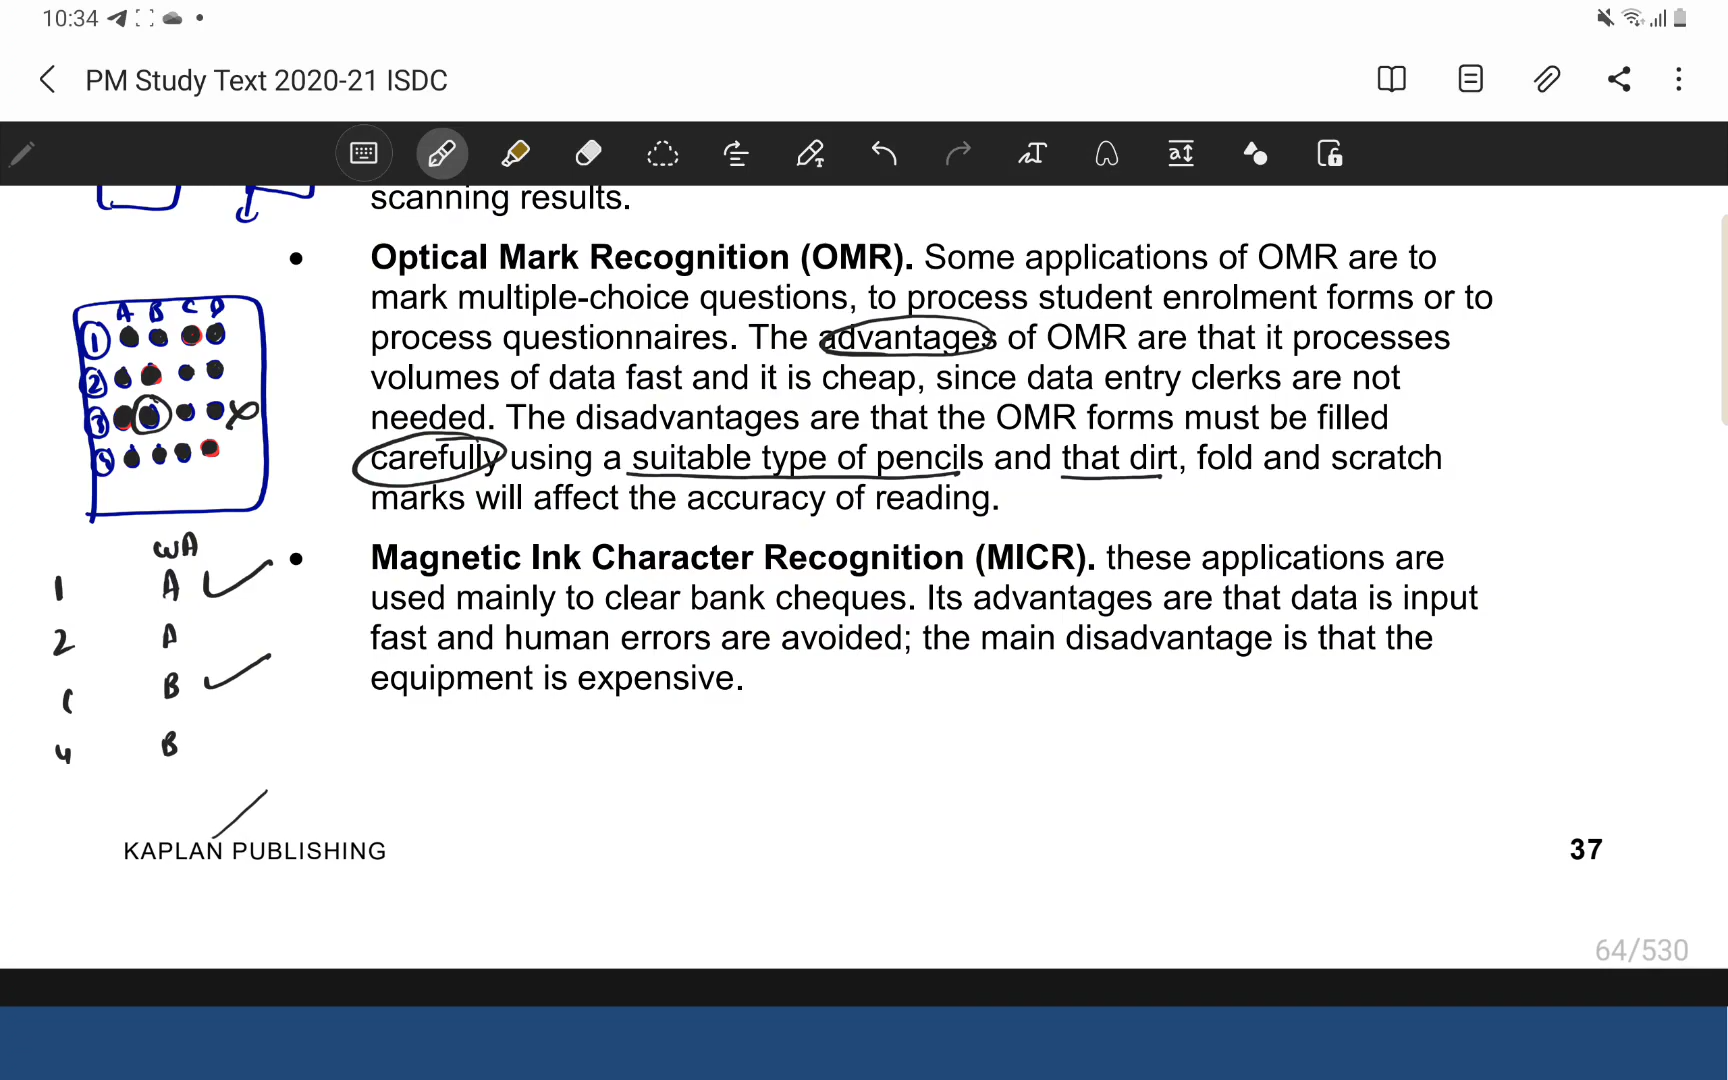 10:34
PM Study Text 2020-21 ISDC
scanning results.
• Optical Mark Recognition (OMR). Some applications of OMR are to
mark multiple-choice questions, to process student enrolment forms or to
process questionnaires. The advantages of OMR are that it processes
volumes of data fast and it is cheap, since data entry clerks are not
needed. The disadvantages are that the OMR forms must be filled
carefully using a suitable type of pencils and that dirt, fold and scratch
marks will affect the accuracy of reading.
A B C D
1
2
3
4
• Magnetic Ink Character Recognition (MICR). these applications are
used mainly to clear bank cheques. Its advantages are that data is input
fast and human errors are avoided; the main disadvantage is that the
equipment is expensive.
WA
1 A
2 A
B
4 B
KAPLAN PUBLISHING
37
64/530